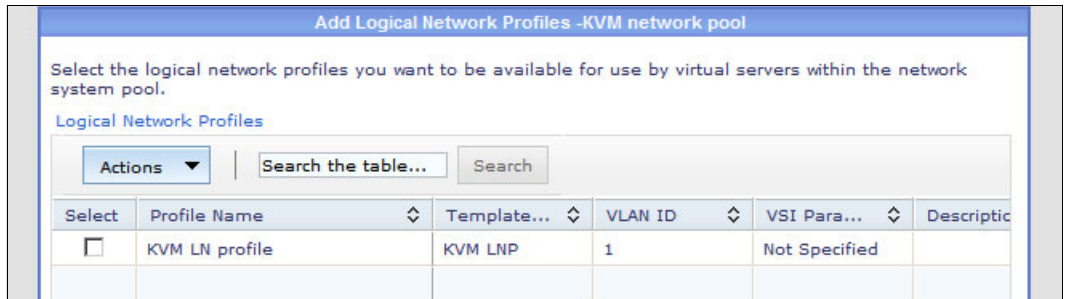 Add Logical Network Profiles -KVM network pool
Select the logical network profiles you want to be available for use by virtual servers within the network
system pool.
Logical Network Profiles
Actions Search the table... Search
Select Profile Name Template... VLAN ID VSI Para... Descriptic
KVM LN profile KVM LNP 1 Not Specified